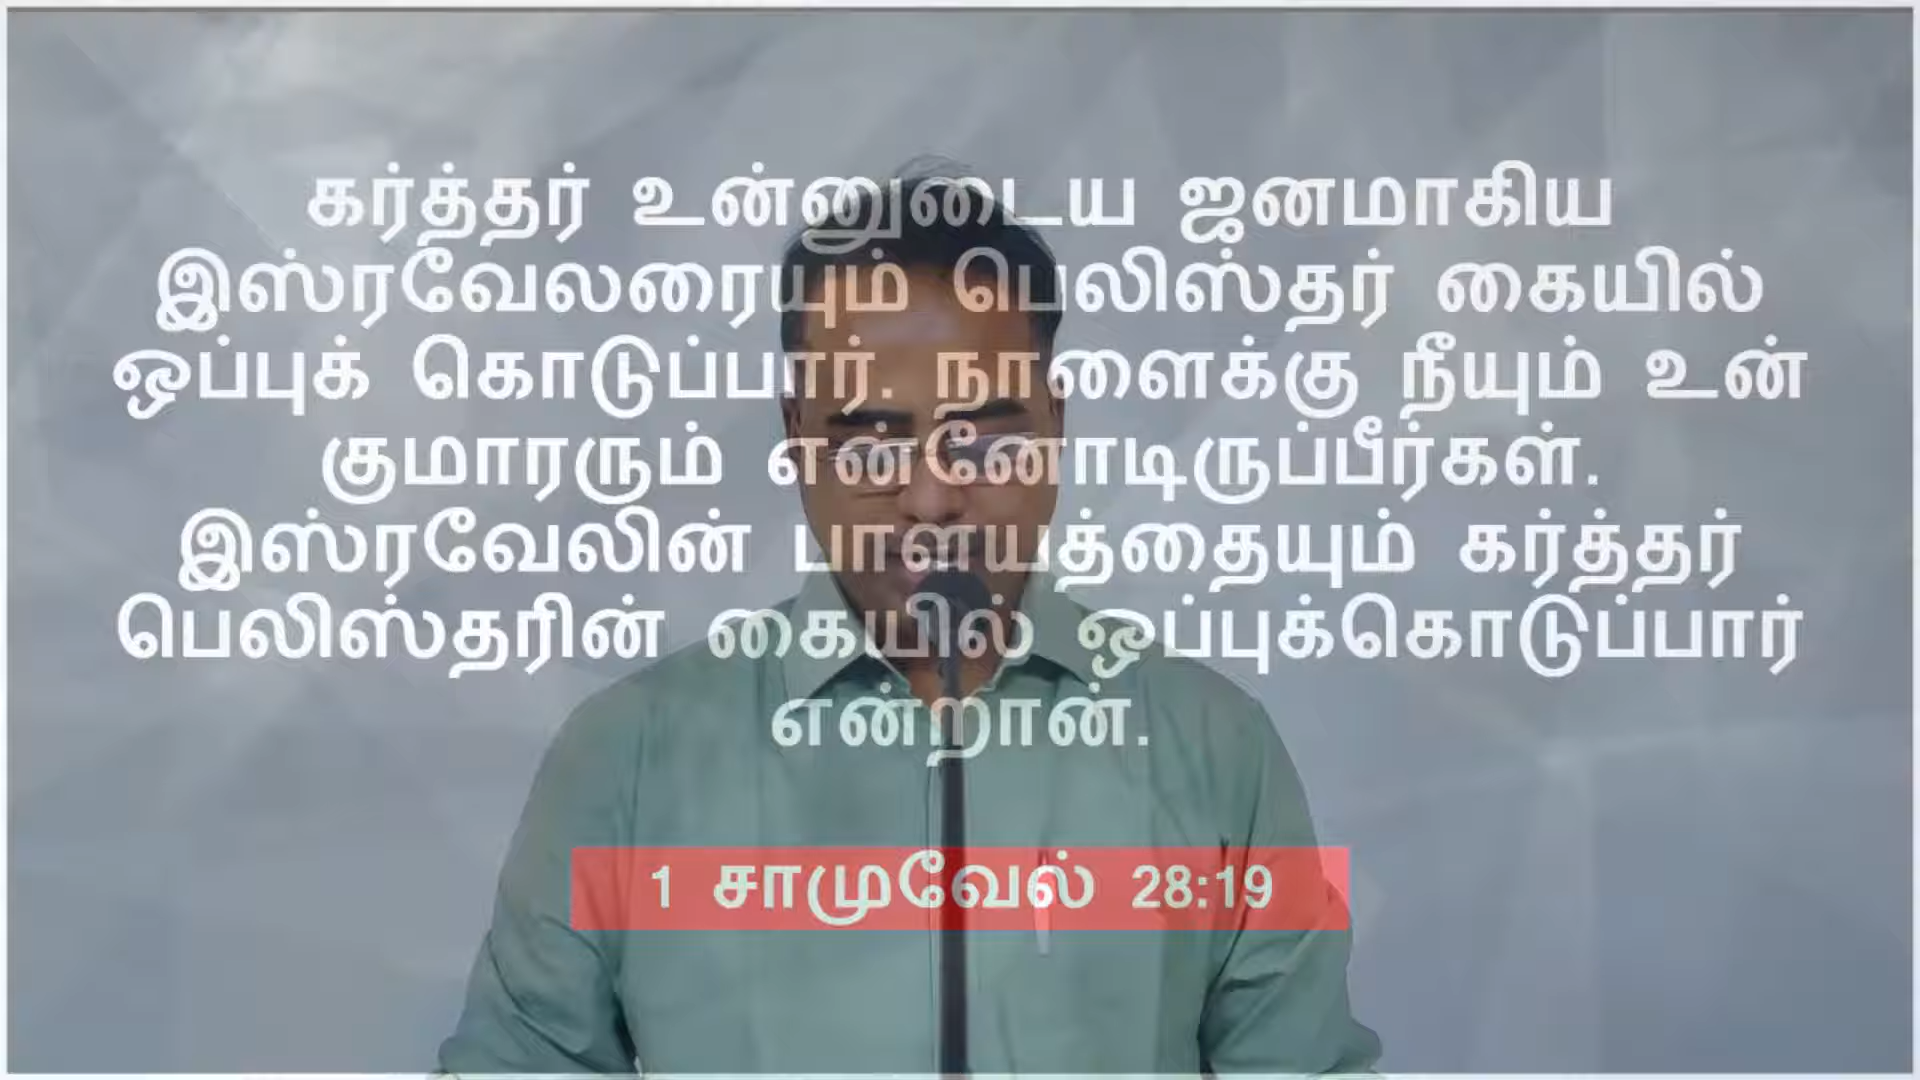 கர்த்தர் உன்னுடைய ஜனமாகிய
இஸ்ரவேலரையும் பெலிஸ்தர் கையில்
ஒப்புக் கொடுப்பார். நாளைக்கு நீயும் உன்
குமாரரும் என்னோடிருப்பீர்கள்.
இஸ்ரவேலின் பாளயத்தையும் கர்த்தர்
பெலிஸ்தரின் கையில் ஒப்புக்கொடுப்பார்
என்றான்.
1 சாமுவேல் 28:19